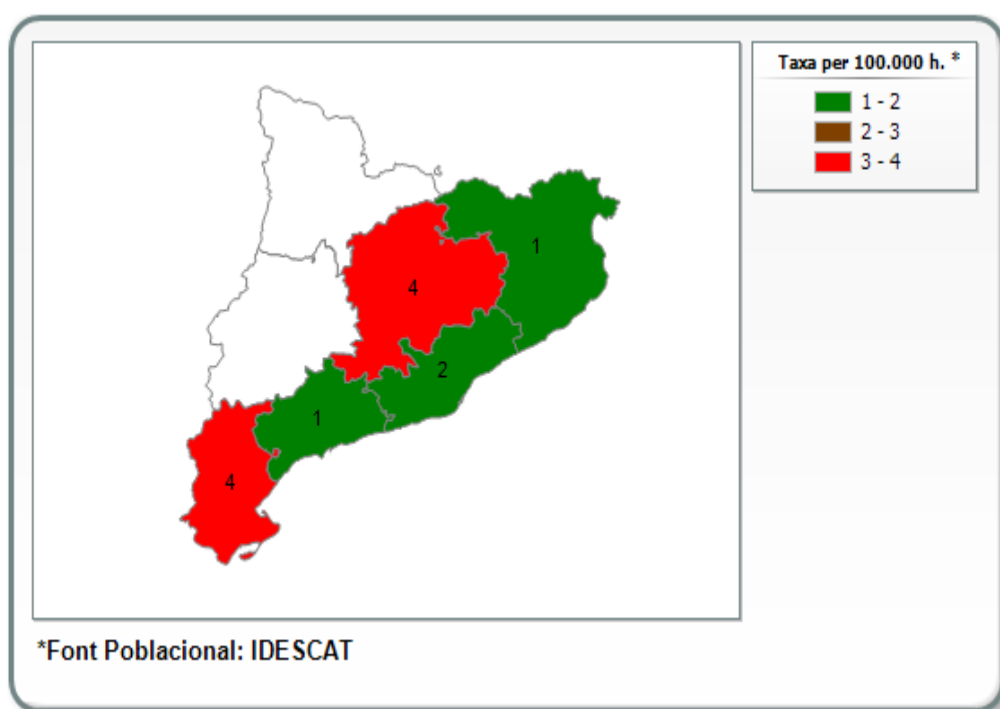 Taxa per 100.000 h. *
1 - 2
2 - 3
3 - 4
1
4
2
1
4
*Font Poblacional: IDESCAT